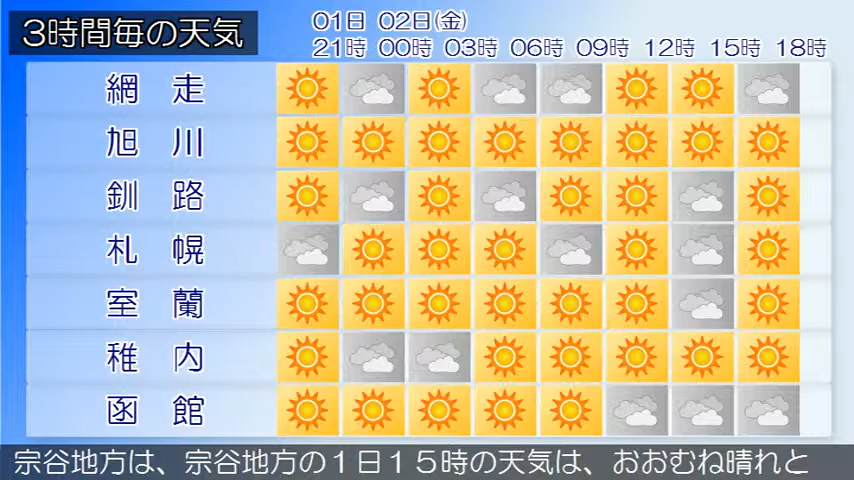 3時間毎の天気
01日 02日(金)
21時 00時 03時 06時 09時 12時 15時 18時
網走
旭川
釧路
札幌
室蘭
稚内
函館
宗谷地方は、宗谷地方の１日１５時の天気は、おおむね晴れと